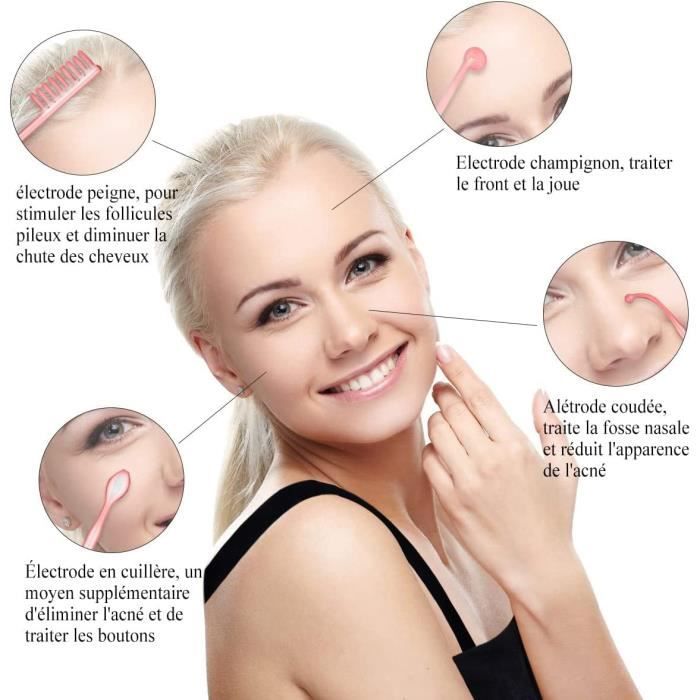 électrode peigne, pour
stimuler les follicules
pileux et diminuer la
chute des cheveux
Electrode champignon, traiter
le front et la joue
Alétrode coudée,
traite la fosse nasale
et réduit l'apparence
de l'acné
Électrode en cuillère, un
moyen supplémentaire
d'éliminer l'acné et de
traiter les boutons